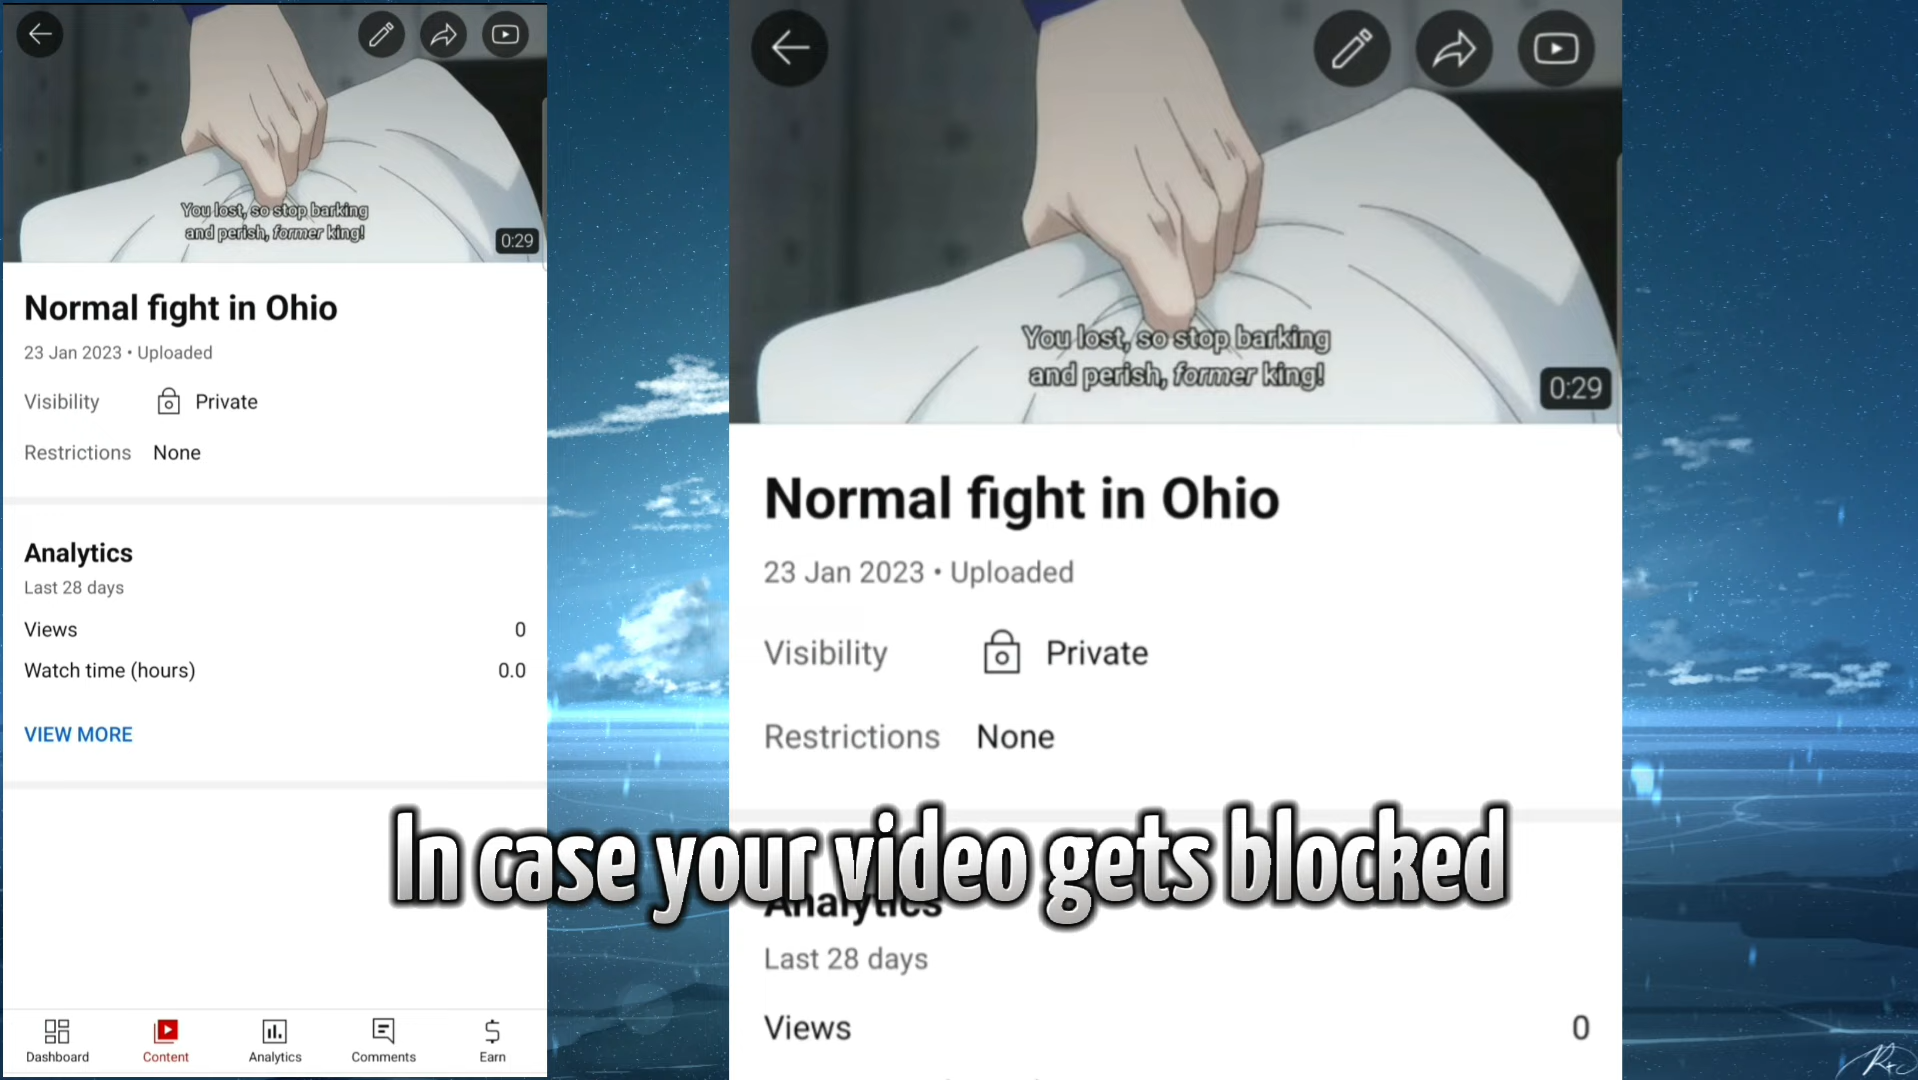 You lost, so stop barking
and perish, former king!
0:29
Normal fight in Ohio
23 Jan 2023 • Uploaded
Visibility Private
Restrictions None
Analytics
Last 28 days
Views 0
Watch time (hours) 0.0
VIEW MORE
Dashboard Content Analytics Comments Earn
You lost, so stop barking
and perish, former king!
0:29
Normal fight in Ohio
23 Jan 2023 • Uploaded
Visibility Private
Restrictions None
In case your video gets blocked
Analytics
Last 28 days
Views 0